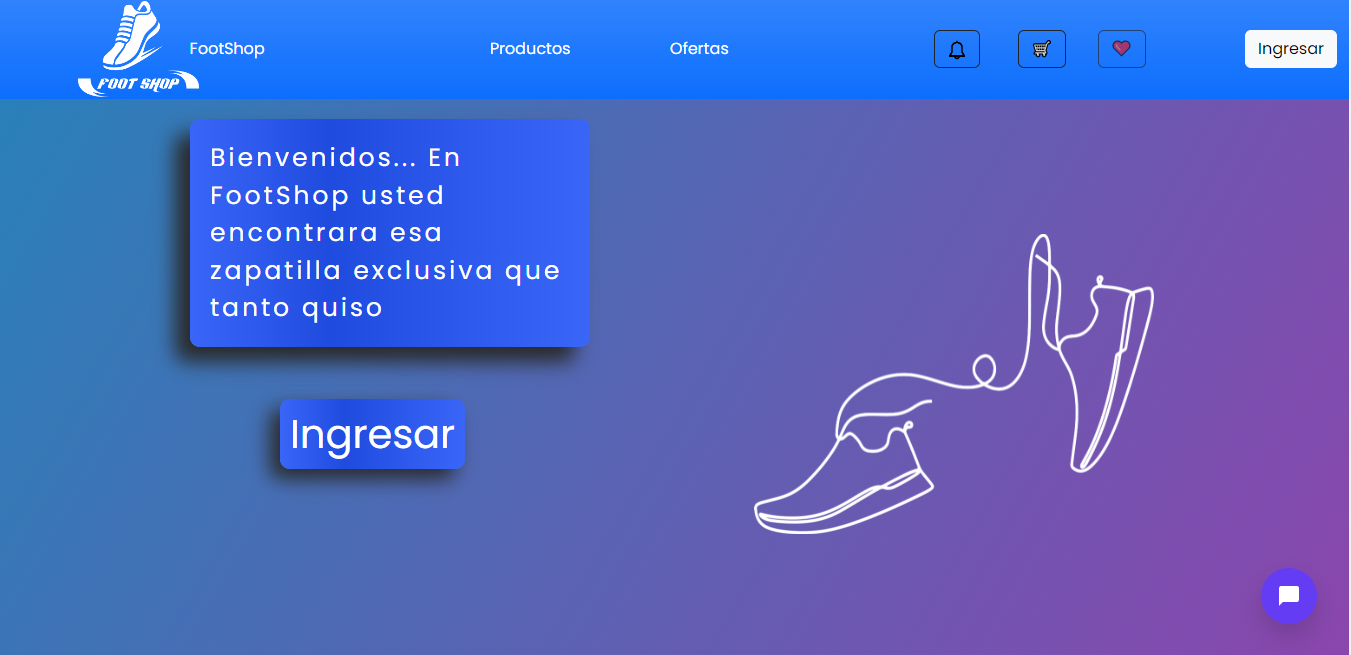 FOOT SHOP
FootShop
Productos
Ofertas
Ingresar
Bienvenidos... En
FootShop usted
encontrara esa
zapatilla exclusiva que
tanto quiso
Ingresar